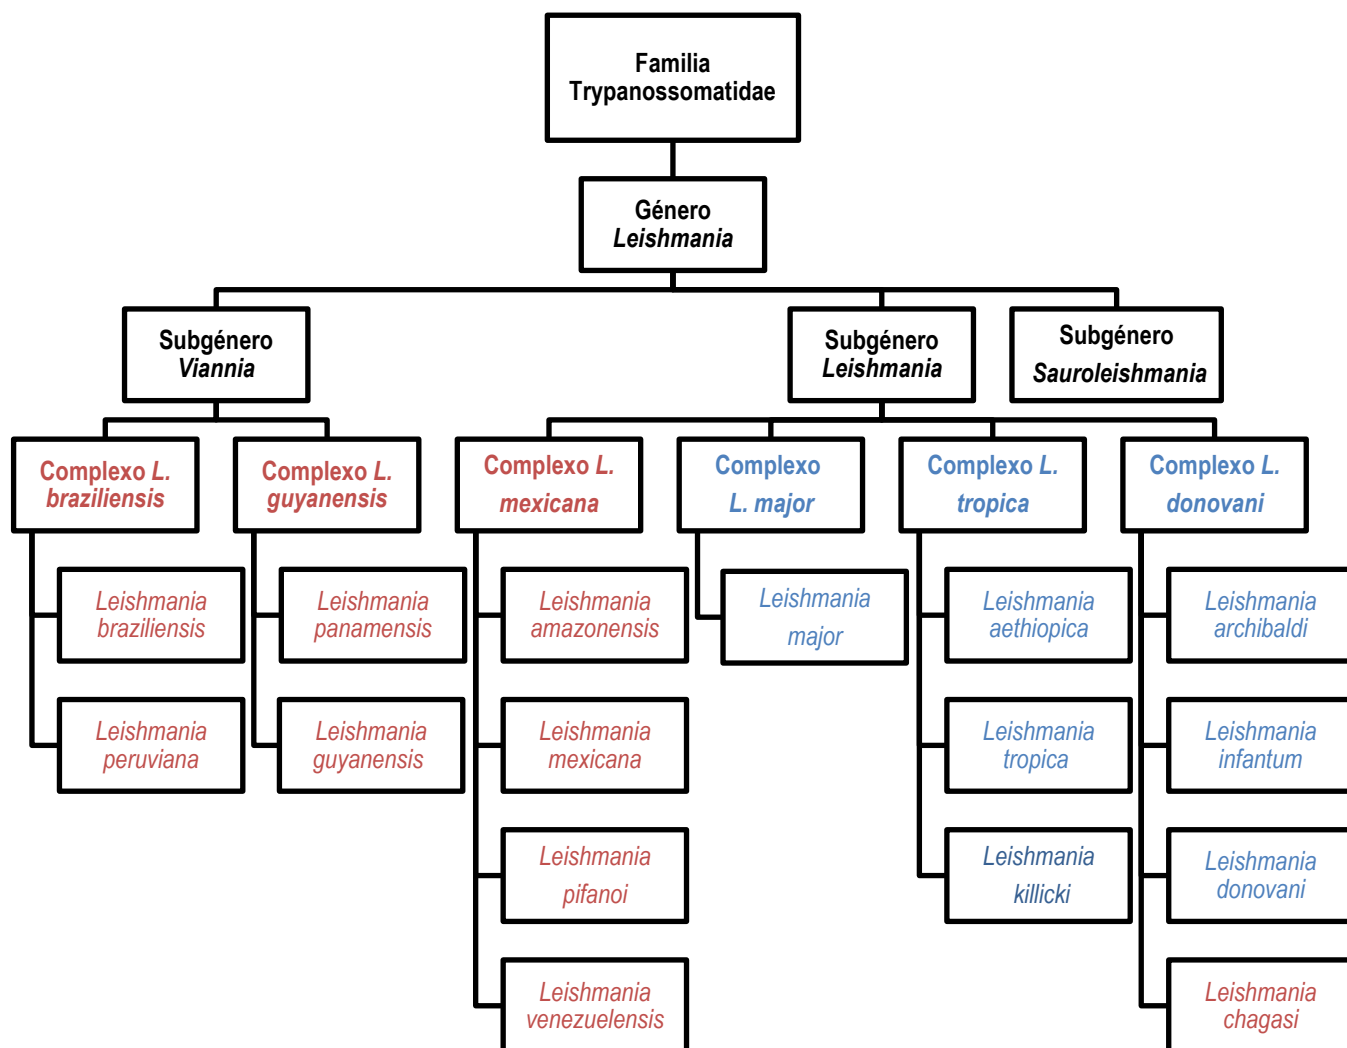 Familia
Trypanossomatidae
Género
Leishmania
Subgénero
Viannia
Subgénero
Leishmania
Subgénero
Sauroleishmania
Complexo L.
braziliensis
Complexo L.
guyanensis
Complexo L.
mexicana
Complexo
L. major
Complexo L.
tropica
Complexo L.
donovani
Leishmania
braziliensis
Leishmania
panamensis
Leishmania
amazonensis
Leishmania
major
Leishmania
aethiopica
Leishmania
archibaldi
Leishmania
peruviana
Leishmania
guyanensis
Leishmania
mexicana
Leishmania
tropica
Leishmania
infantum
Leishmania
pifanoi
Leishmania
killicki
Leishmania
donovani
Leishmania
venezuelensis
Leishmania
chagasi